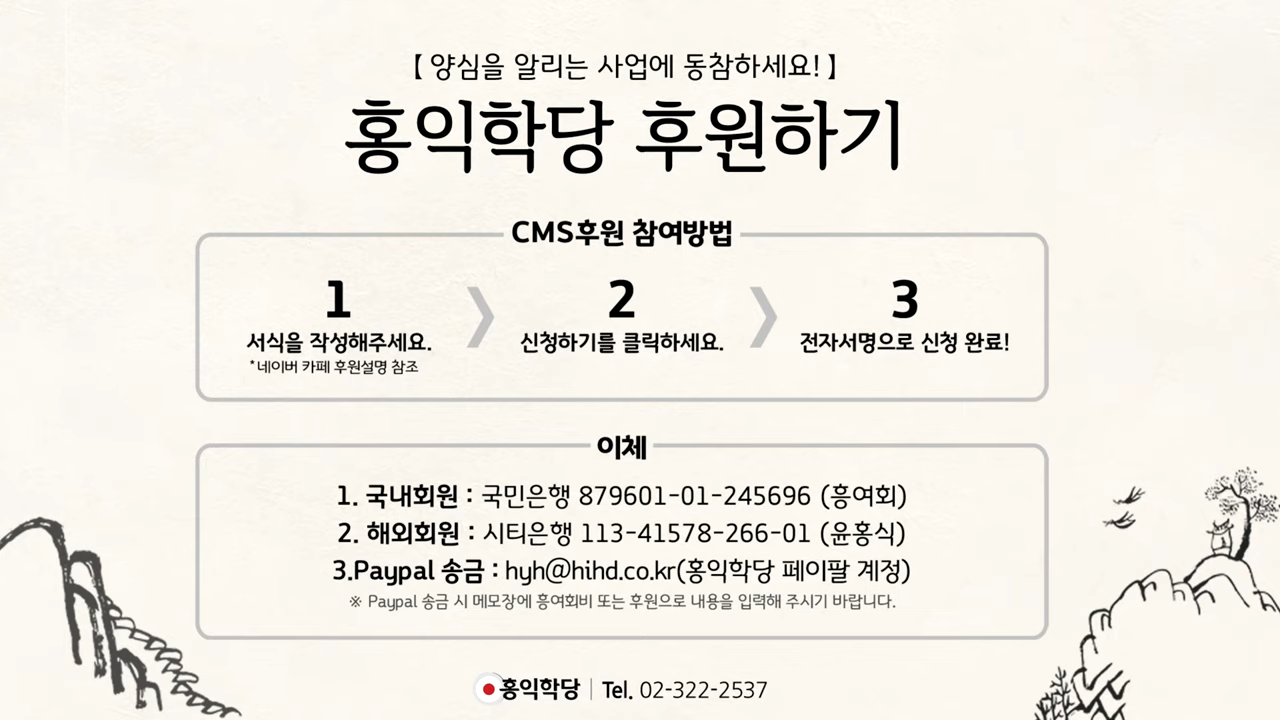 【 양심을 알리는 사업에 동참하세요! 】
홍익학당 후원하기
CMS후원 참여방법
1
서식을 작성해주세요.
*네이버 카페 후원설명 참조
2
신청하기를 클릭하세요.
3
전자서명으로 신청 완료!
이체
1. 국내회원 : 국민은행 879601-01-245696 (흥여회)
2. 해외회원 : 시티은행 113-41578-266-01 (윤홍식)
3.Paypal 송금 : hyh@hihd.co.kr(홍익학당 페이팔 계정)
※ Paypal 송금 시 메모장에 흥여회비 또는 후원으로 내용을 입력해 주시기 바랍니다.
홍익학당 | Tel. 02-322-2537